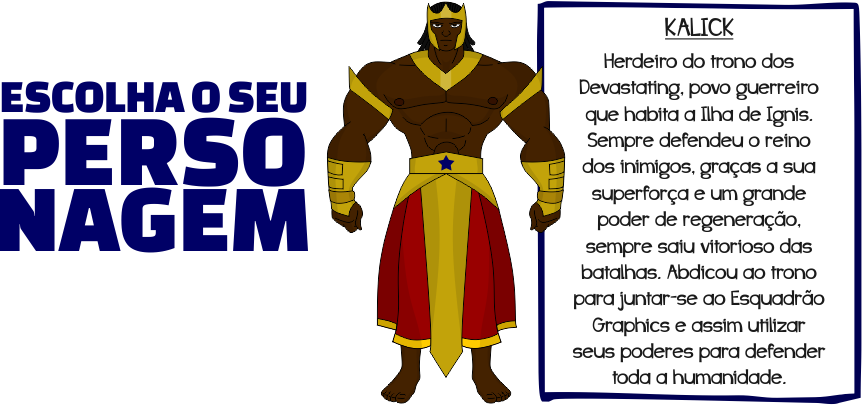 ESCOLHA O SEU
PERSO
NAGEM
KALICK
Herdeiro do trono dos
Devastating, povo guerreiro
que habita a Ilha de Ignis.
Sempre defendeu o reino
dos inimigos, graças a sua
superforça e um grande
poder de regeneração,
sempre saiu vitorioso das
batalhas. Abdicou ao trono
para juntar-se ao Esquadrão
Graphics e assim utilizar
seus poderes para defender
toda a humanidade.